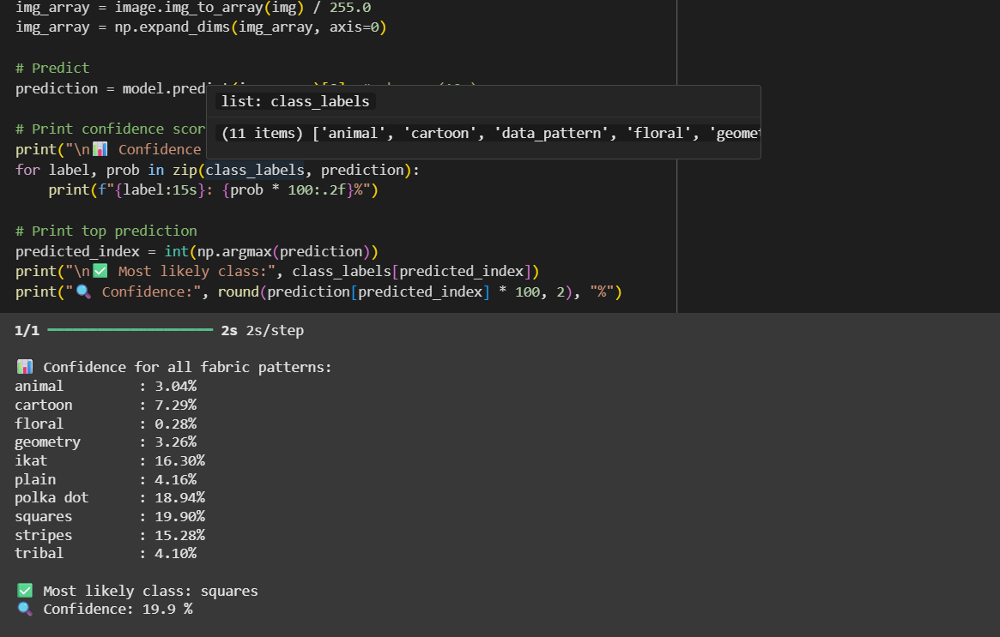 img_array = image.img_to_array(img) / 255.0
img_array = np.expand_dims(img_array, axis=0)
# Predict
prediction = model.predi
list: class_labels
(11 items) ['animal', 'cartoon', 'data_pattern', 'floral', 'geomet
# Print confidence scor
print("\n📊 Confidence
for label, prob in zip(class_labels, prediction):
print(f"{label:15s}: {prob * 100:.2f}%")
# Print top prediction
predicted_index = int(np.argmax(prediction))
print("\n✅ Most likely class:", class_labels[predicted_index])
print("🔍 Confidence:", round(prediction[predicted_index] * 100, 2), "%")
1/1 ━━━━━━━━━━━━━━━━━━━━ 2s 2s/step
📊 Confidence for all fabric patterns:
animal : 3.04%
cartoon : 7.29%
floral : 0.28%
geometry : 3.26%
ikat : 16.30%
plain : 4.16%
polka dot : 18.94%
squares : 19.90%
stripes : 15.28%
tribal : 4.10%
✅ Most likely class: squares
🔍 Confidence: 19.9 %